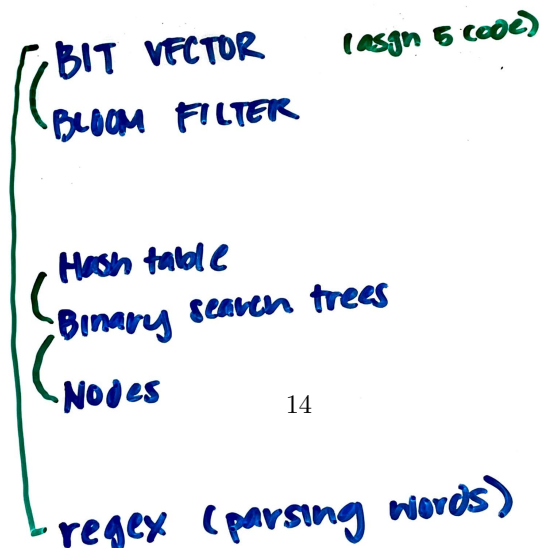 BIT VECTOR (asgn 5 code)
BLOOM FILTER
Hash table
Binary search trees
Nodes
14
regex (parsing words)